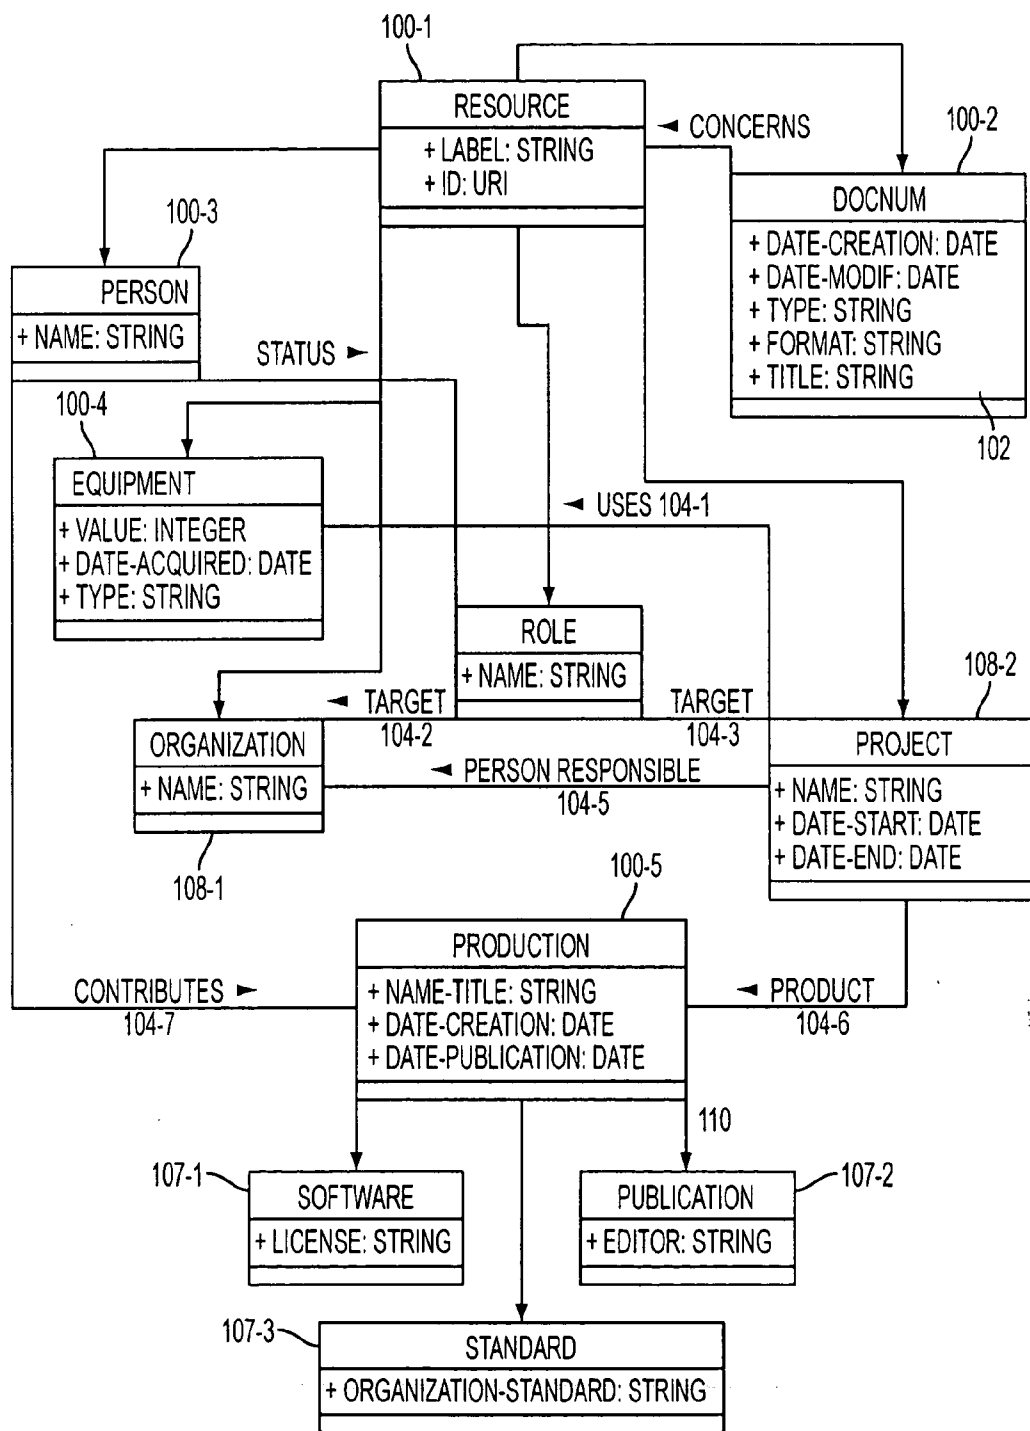 100-1
RESOURCE
+ LABEL: STRING
+ ID: URI
◄ CONCERNS
100-2
DOCNUM
+ DATE-CREATION: DATE
+ DATE-MODIF: DATE
+ TYPE: STRING
+ FORMAT: STRING
+ TITLE: STRING
102
100-3
PERSON
+ NAME: STRING
STATUS ►
100-4
EQUIPMENT
+ VALUE: INTEGER
+ DATE-ACQUIRED: DATE
+ TYPE: STRING
◄ USES 104-1
ROLE
+ NAME: STRING
◄ TARGET
104-2
TARGET
104-3
108-2
ORGANIZATION
+ NAME: STRING
108-1
◄ PERSON RESPONSIBLE
104-5
PROJECT
+ NAME: STRING
+ DATE-START: DATE
+ DATE-END: DATE
100-5
PRODUCTION
+ NAME-TITLE: STRING
+ DATE-CREATION: DATE
+ DATE-PUBLICATION: DATE
CONTRIBUTES ►
104-7
◄ PRODUCT
104-6
110
107-1
SOFTWARE
+ LICENSE: STRING
107-2
PUBLICATION
+ EDITOR: STRING
107-3
STANDARD
+ ORGANIZATION-STANDARD: STRING